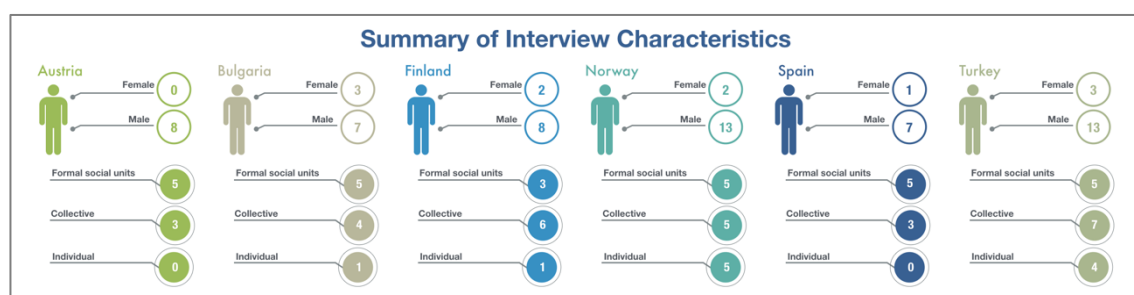 Summary of Interview Characteristics
Austria
Female 0
Male 8
Formal social units 5
Collective 3
Individual 0
Bulgaria
Female 3
Male 7
Formal social units 5
Collective 4
Individual 1
Finland
Female 2
Male 8
Formal social units 3
Collective 6
Individual 1
Norway
Female 2
Male 13
Formal social units 5
Collective 5
Individual 5
Spain
Female 1
Male 7
Formal social units 5
Collective 3
Individual 0
Turkey
Female 3
Male 13
Formal social units 5
Collective 7
Individual 4